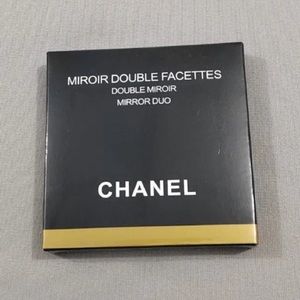 MIROIR DOUBLE FACETTES
DOUBLE MIROIR
MIRROR DUO
CHANEL